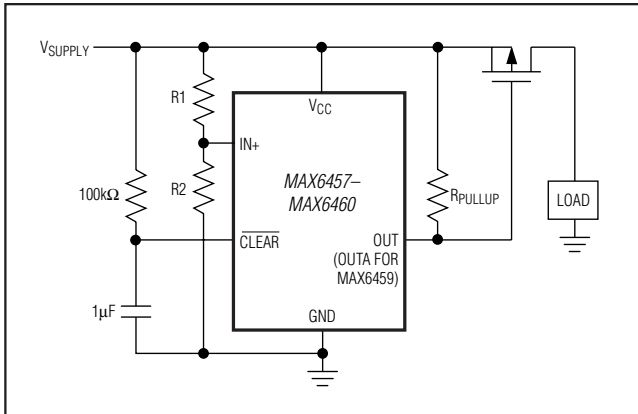 VSUPPLY
R1
VCC
IN+
MAX6457–
MAX6460
R2
100kΩ
RPULLUP
LOAD
CLEAR
OUT
(OUTA FOR
MAX6459)
1µF
GND